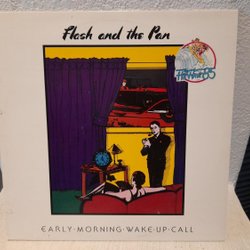 Flash and the Pan
EARLY·MORNING·WAKE·UP·CALL